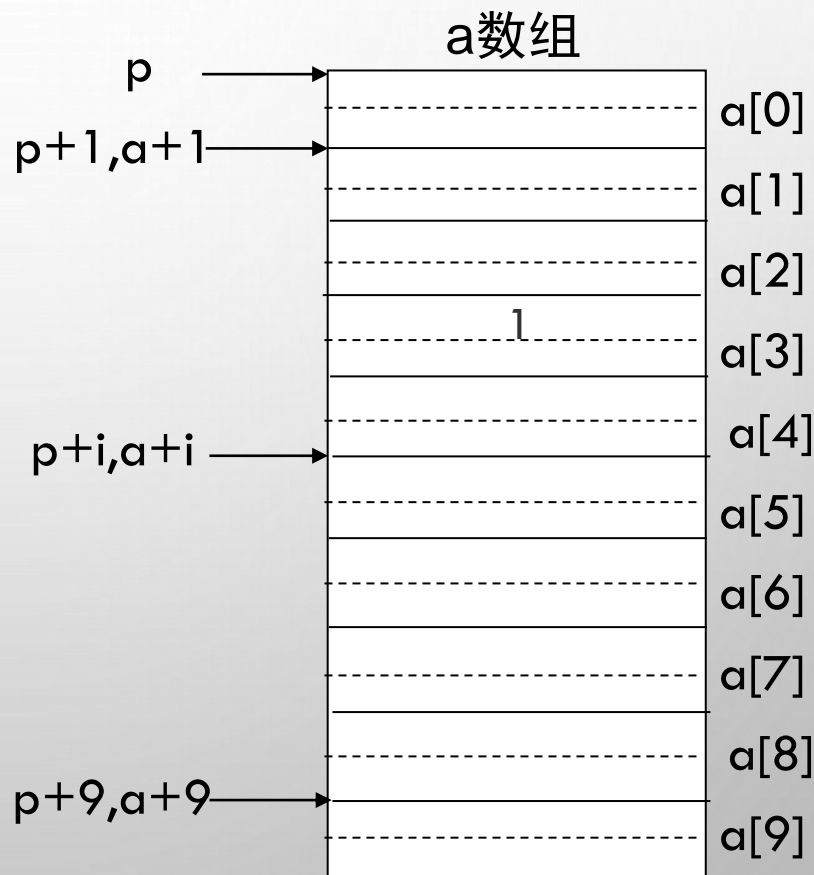 a数组
p
a[0]
p+1,a+1
a[1]
a[2]
1
a[3]
a[4]
p+i,a+i
a[5]
a[6]
a[7]
a[8]
p+9,a+9
a[9]